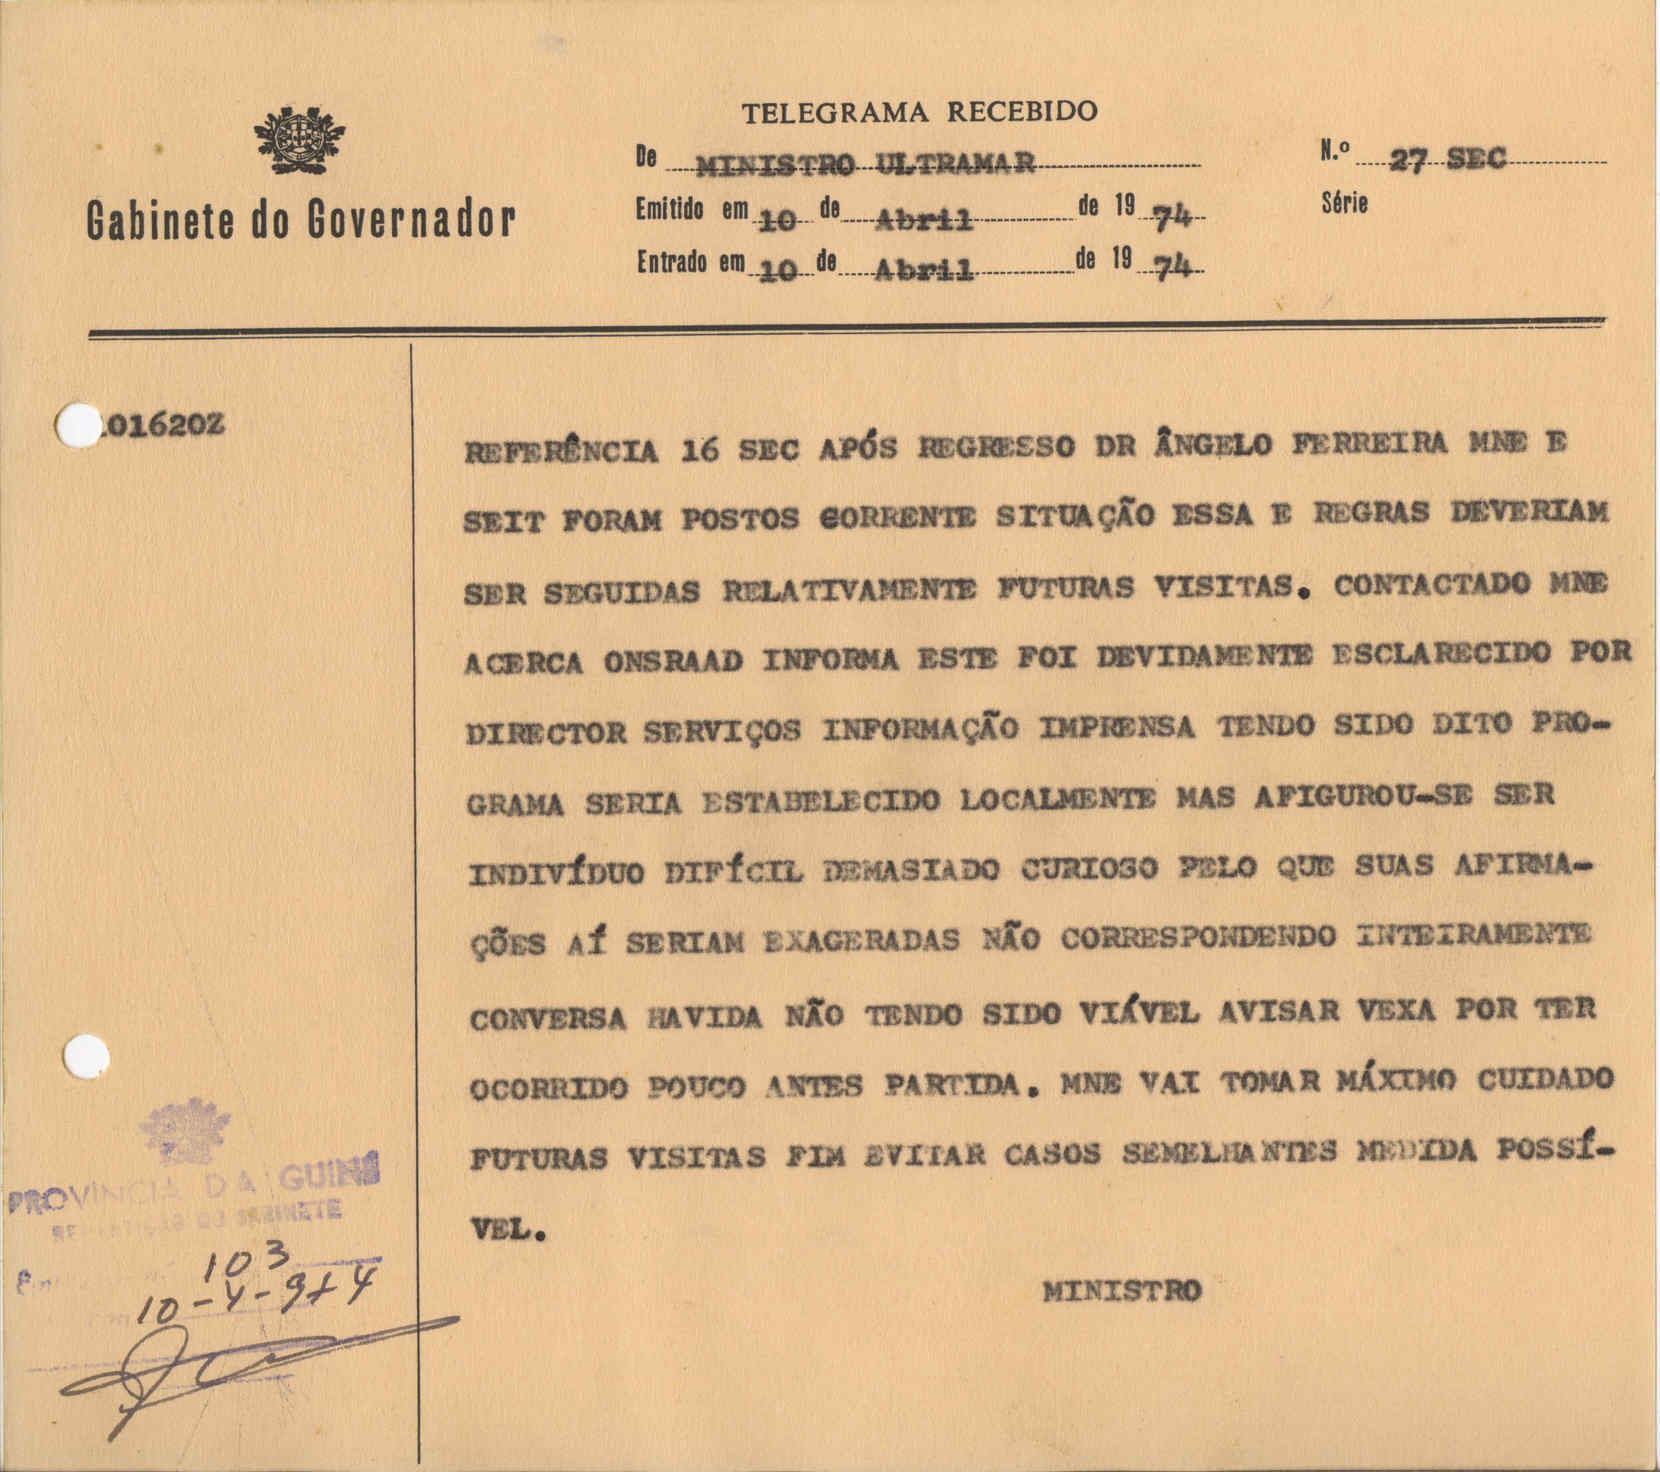 TELEGRAMA RECEBIDO
Gabinete do Governador
De MINISTRO ULTRAMAR
N.º 27 SEC
Emitido em 10 de Abril de 1974
Série
Entrado em 10 de Abril de 1974
101620Z
REFERÊNCIA 16 SEC APÓS REGRESSO DR ÂNGELO FERREIRA MNE E
SEIT FORAM POSTOS CORRENTE SITUAÇÃO ESSA E REGRAS DEVERIAM
SER SEGUIDAS RELATIVAMENTE FUTURAS VISITAS. CONTACTADO MNE
ACERCA ONSRAAD INFORMA ESTE FOI DEVIDAMENTE ESCLARECIDO POR
DIRECTOR SERVIÇOS INFORMAÇÃO IMPRENSA TENDO SIDO DITO PRO-
GRAMA SERIA ESTABELECIDO LOCALMENTE MAS AFIGUROU-SE SER
INDIVÍDUO DIFÍCIL DEMASIADO CURIOSO PELO QUE SUAS AFIRMA-
ÇÕES AÍ SERIAM EXAGERADAS NÃO CORRESPONDENDO INTEIRAMENTE
CONVERSA HAVIDA NÃO TENDO SIDO VIÁVEL AVISAR VEXA POR TER
OCORRIDO POUCO ANTES PARTIDA. MNE VAI TOMAR MÁXIMO CUIDADO
FUTURAS VISITAS FIM EVITAR CASOS SEMELHANTES MEDIDA POSSÍ-
VEL.
MINISTRO
PROVÍNCIA DA GUINÉ
REPARTIÇÃO DO GABINETE
103
10-4-974